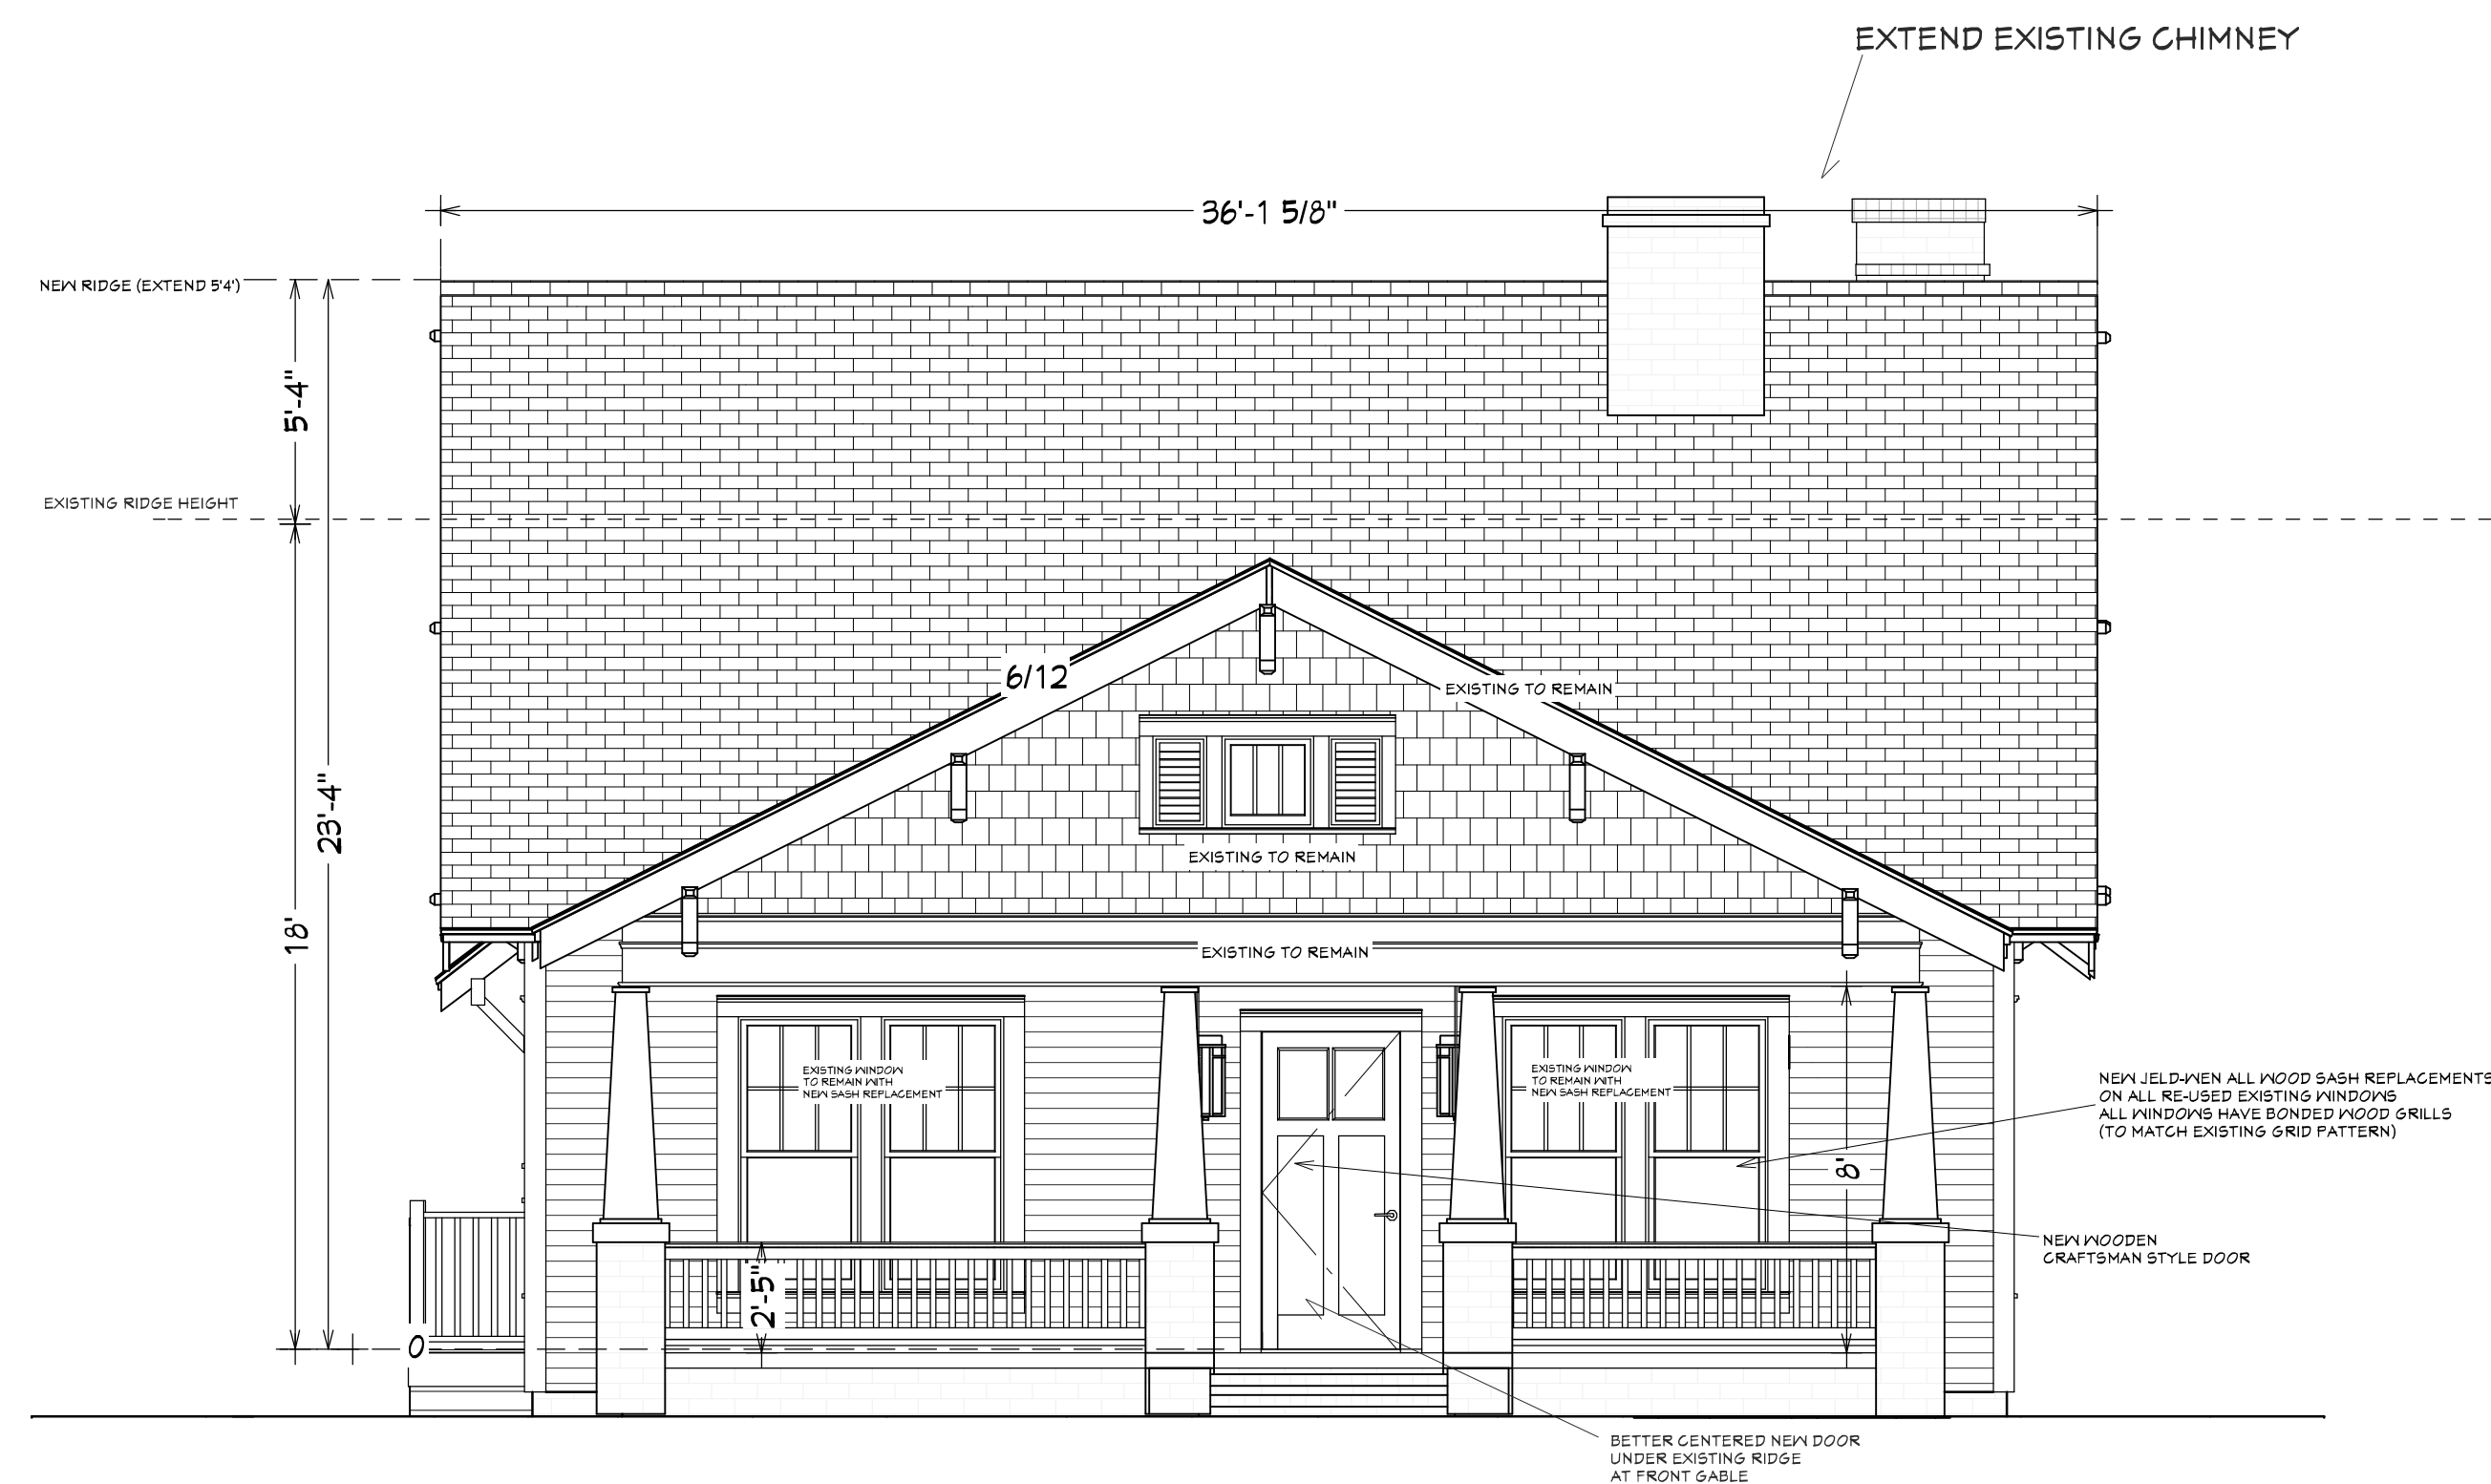 EXTEND EXISTING CHIMNEY
36'-1 5/8"
NEW RIDGE (EXTEND 5'4')
5'-4"
EXISTING RIDGE HEIGHT
6/12
EXISTING TO REMAIN
23'-4"
EXISTING TO REMAIN
18'
EXISTING TO REMAIN
EXISTING WINDOW
TO REMAIN WITH
NEW SASH REPLACEMENT
EXISTING WINDOW
TO REMAIN WITH
NEW SASH REPLACEMENT
NEW JELD-WEN ALL WOOD SASH REPLACEMENTS
ON ALL RE-USED EXISTING WINDOWS
ALL WINDOWS HAVE BONDED WOOD GRILLS
(TO MATCH EXISTING GRID PATTERN)
8'
NEW WOODEN
CRAFTSMAN STYLE DOOR
2'-5"
0
BETTER CENTERED NEW DOOR
UNDER EXISTING RIDGE
AT FRONT GABLE